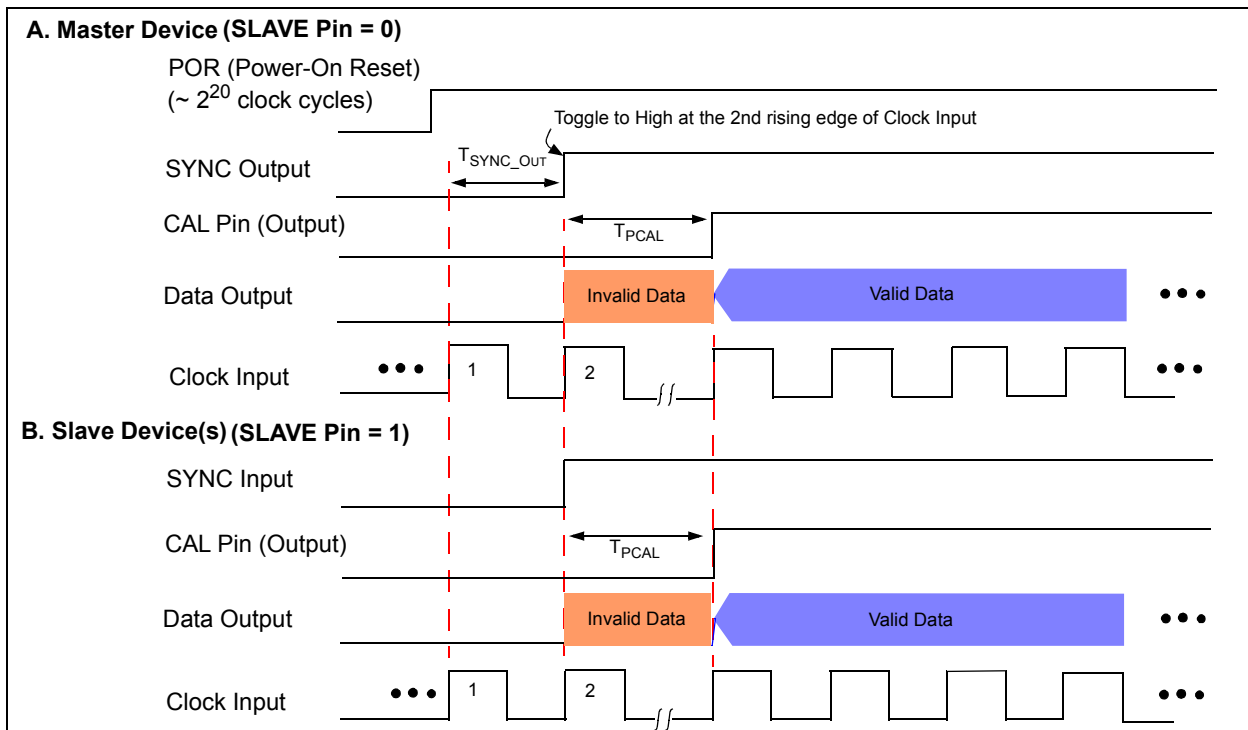 A. Master Device (SLAVE Pin = 0)
POR (Power-On Reset)
(~ 2^20 clock cycles)
Toggle to High at the 2nd rising edge of Clock Input
T_SYNC_OUT
SYNC Output
CAL Pin (Output)
T_PCAL
Data Output
Invalid Data
Valid Data
Clock Input
1
2
B. Slave Device(s) (SLAVE Pin = 1)
SYNC Input
CAL Pin (Output)
T_PCAL
Data Output
Invalid Data
Valid Data
Clock Input
1
2